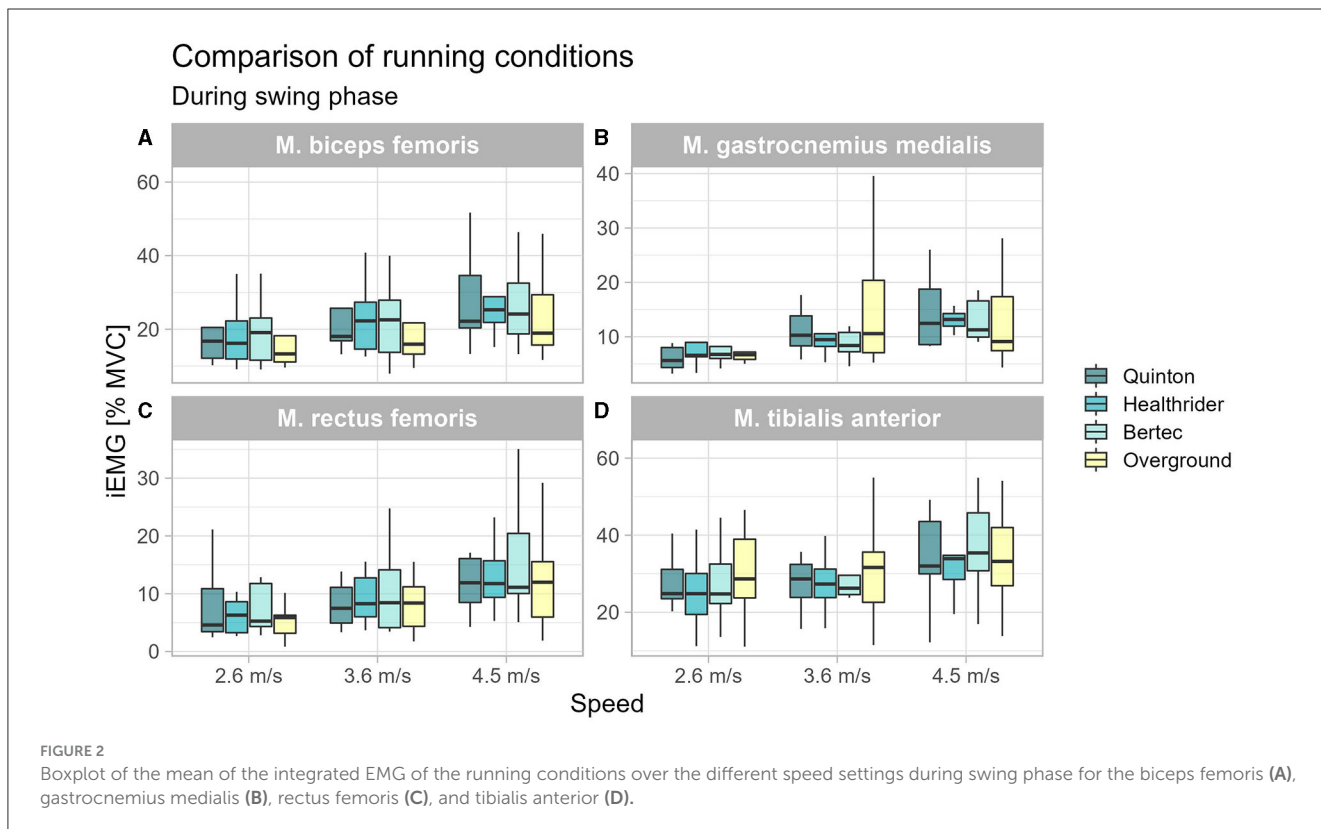 Comparison of running conditions
During swing phase
A
M. biceps femoris
B
M. gastrocnemius medialis
60
40
20
40
30
20
10
iEMG [% MVC]
C
M. rectus femoris
D
M. tibialis anterior
30
20
10
0
60
40
20
2.6 m/s
3.6 m/s
4.5 m/s
2.6 m/s
3.6 m/s
4.5 m/s
Speed
Quinton
Healthrider
Bertec
Overground
FIGURE 2
Boxplot of the mean of the integrated EMG of the running conditions over the different speed settings during swing phase for the biceps femoris (A),
gastrocnemius medialis (B), rectus femoris (C), and tibialis anterior (D).